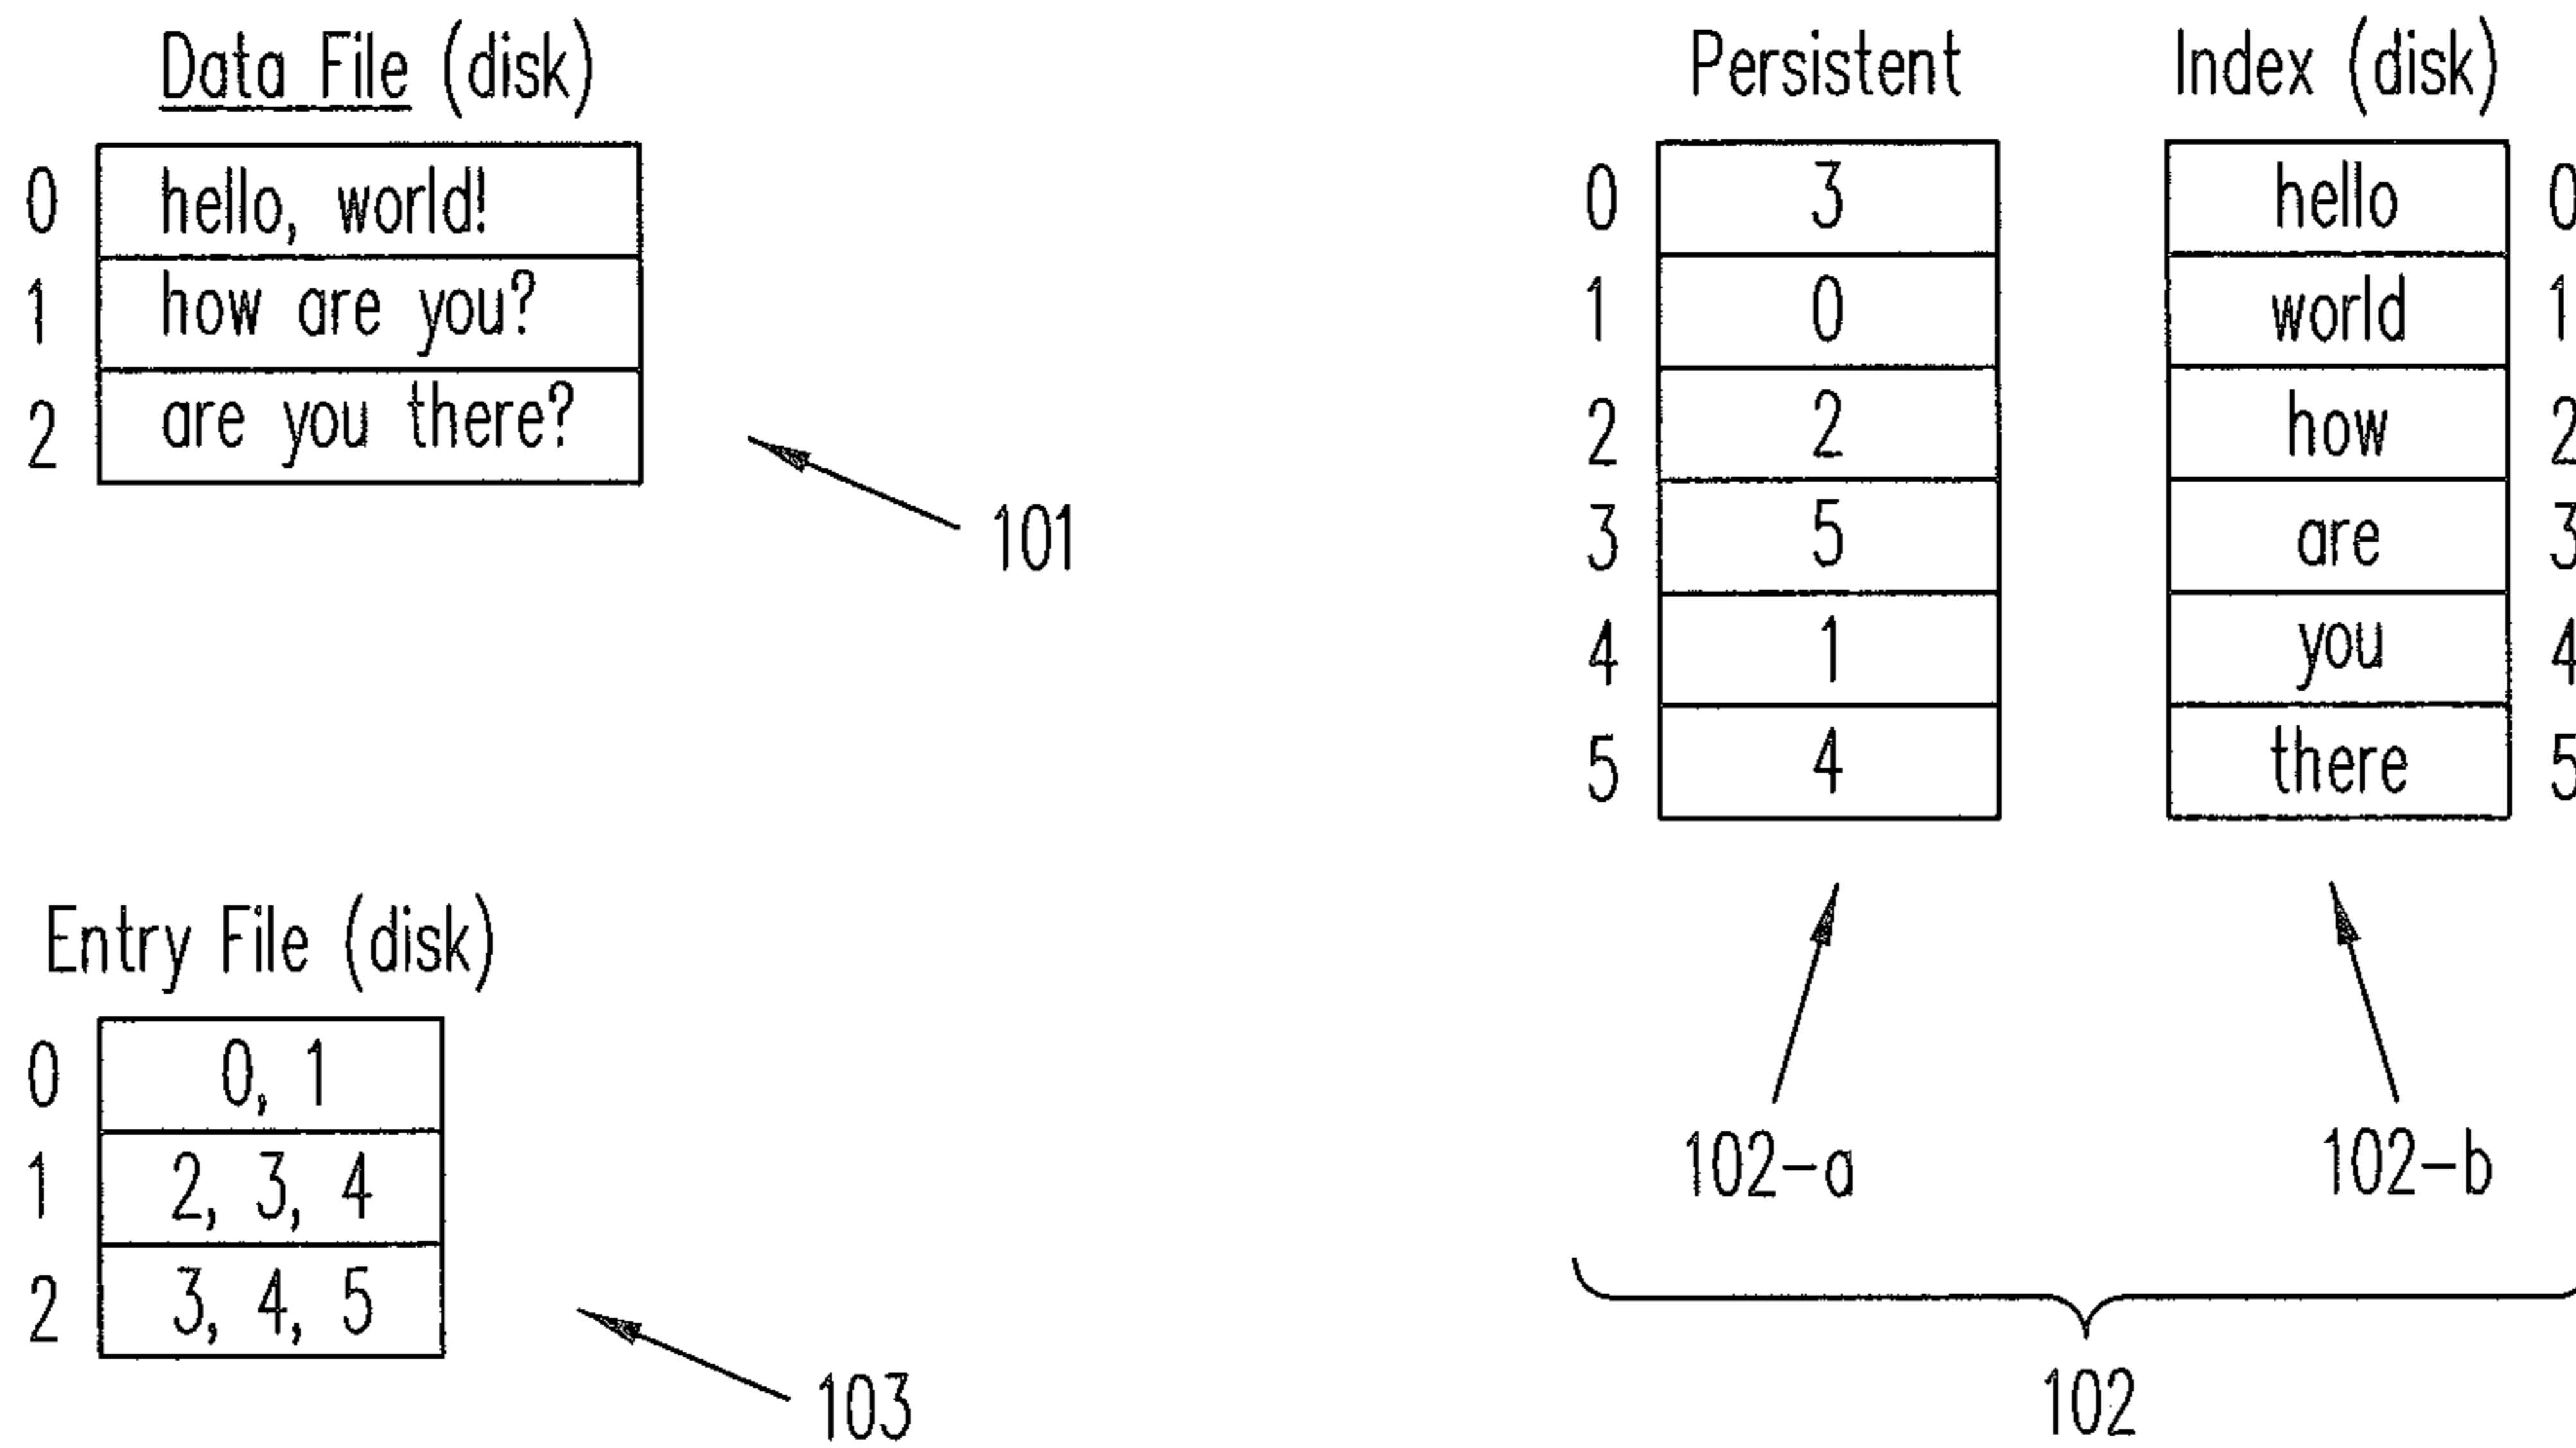 Data File (disk)
0 hello, world!
1 how are you?
2 are you there?
101
Entry File (disk)
0 0, 1
1 2, 3, 4
2 3, 4, 5
103
Persistent Index (disk)
0 3 hello 0
1 0 world 1
2 2 how 2
3 5 are 3
4 1 you 4
5 4 there 5
102-a 102-b
102